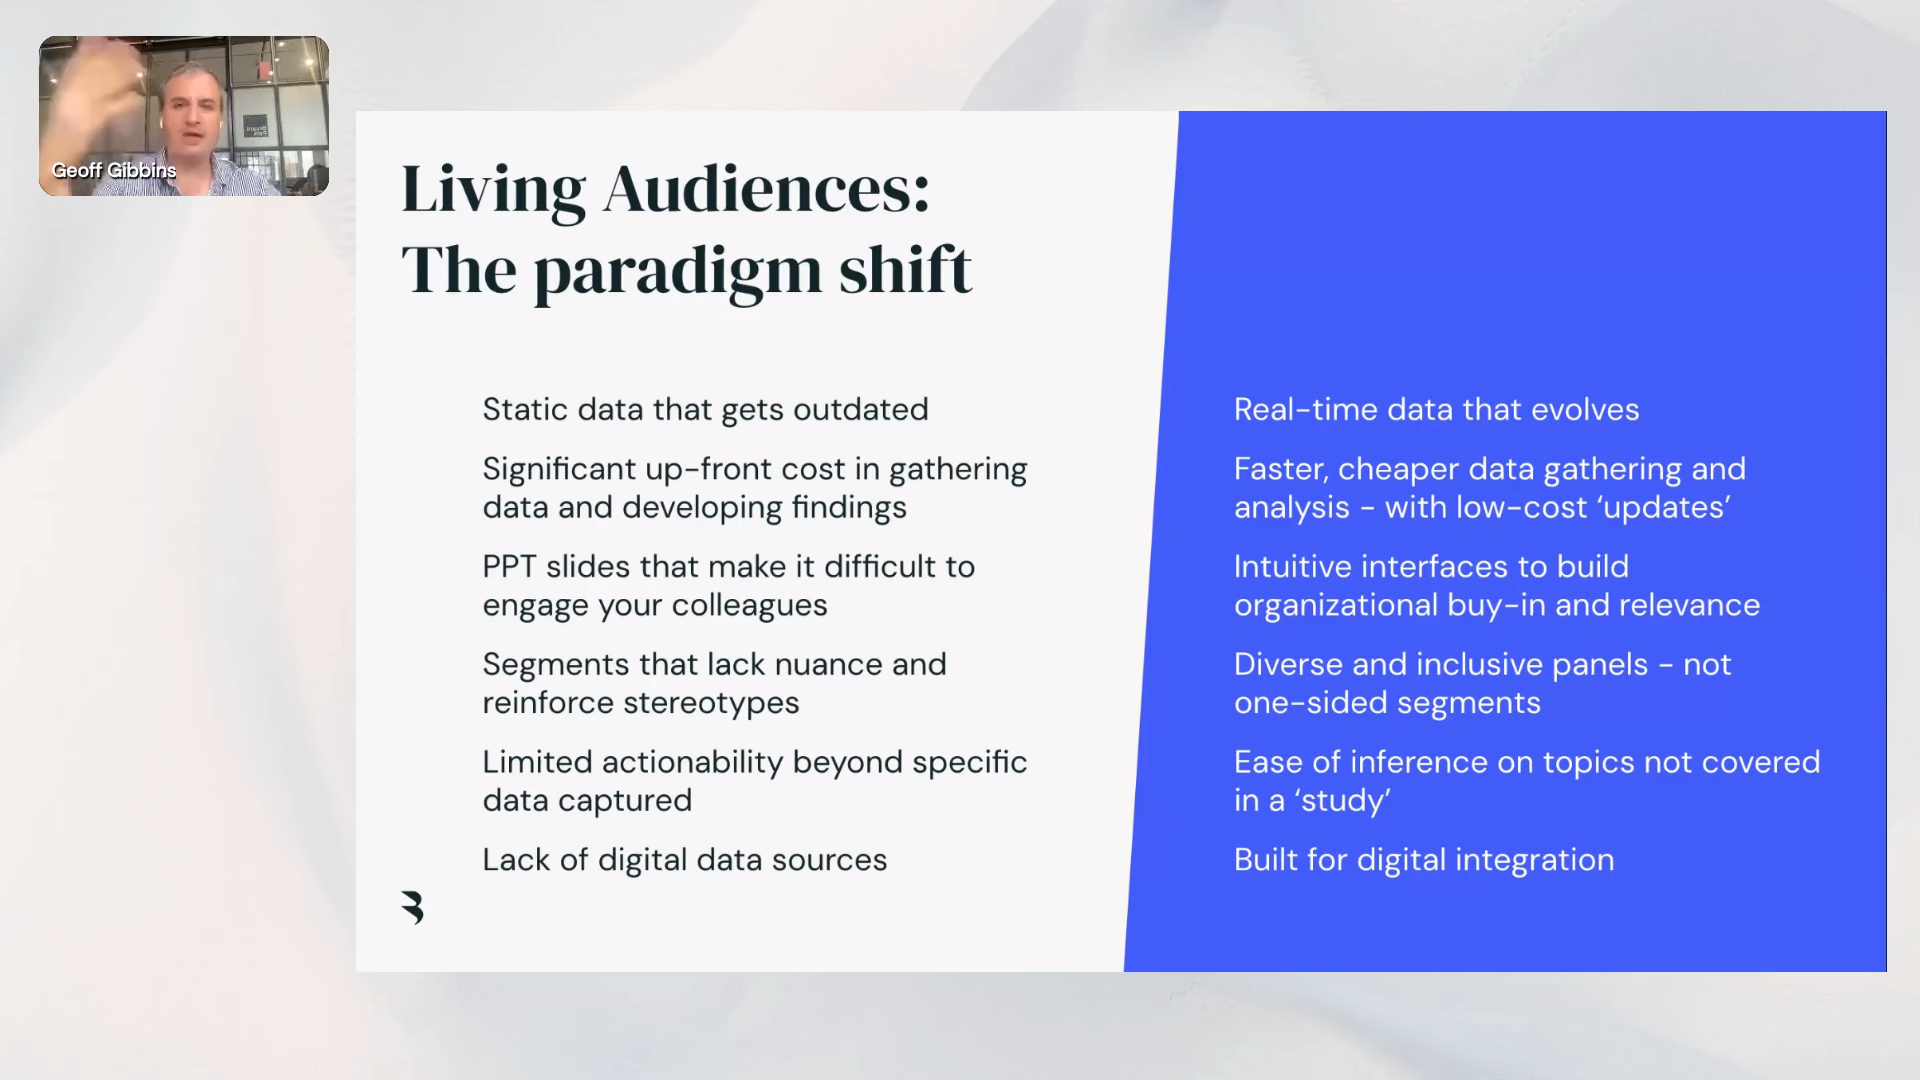 Geoff Gibbins
Living Audiences:
The paradigm shift
Static data that gets outdated
Significant up-front cost in gathering
data and developing findings
PPT slides that make it difficult to
engage your colleagues
Segments that lack nuance and
reinforce stereotypes
Limited actionability beyond specific
data captured
Lack of digital data sources
Real-time data that evolves
Faster, cheaper data gathering and
analysis - with low-cost ‘updates’
Intuitive interfaces to build
organizational buy-in and relevance
Diverse and inclusive panels - not
one-sided segments
Ease of inference on topics not covered
in a ‘study’
Built for digital integration